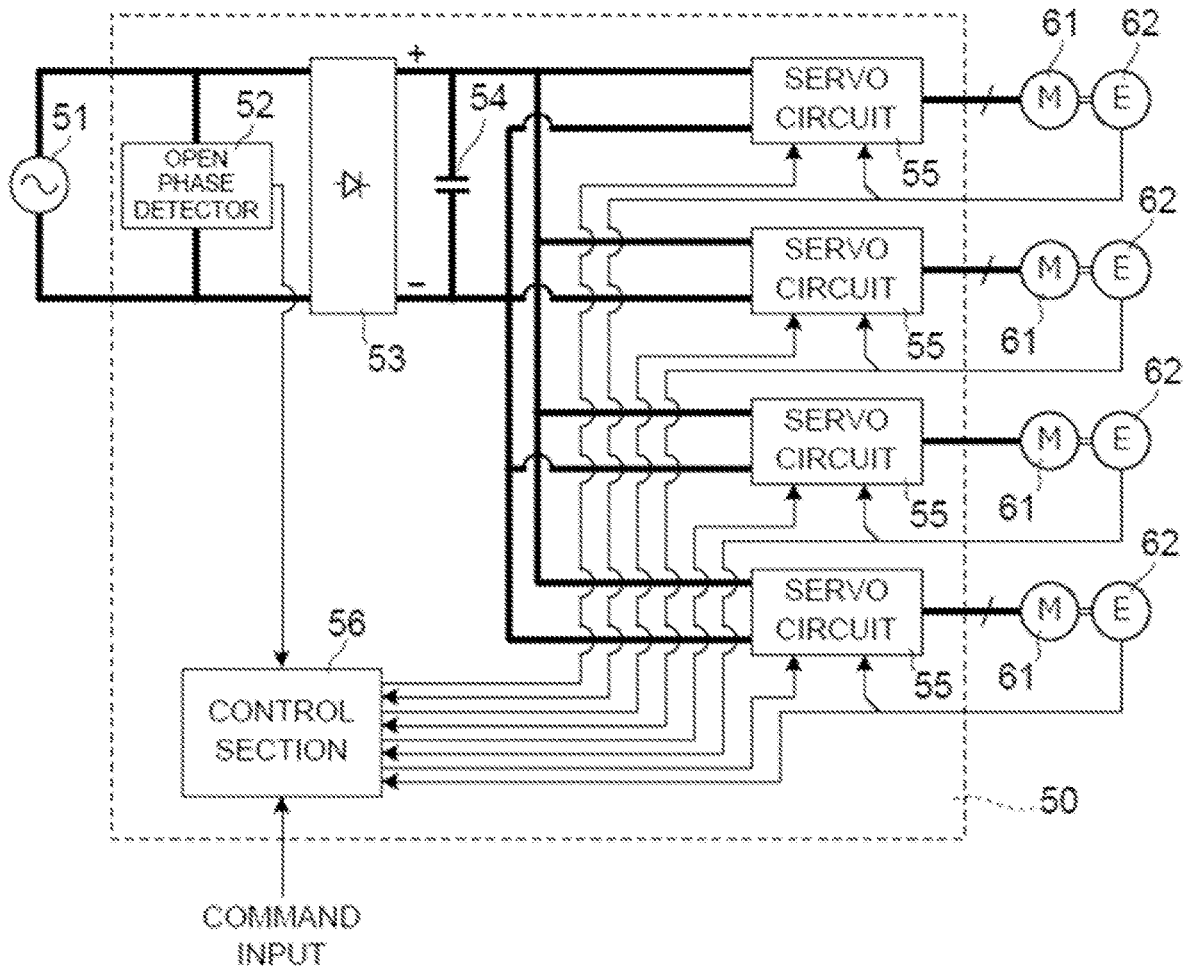 61
62
+
54
SERVO
CIRCUIT
M
E
51
52
OPEN
PHASE
DETECTOR
55
62
SERVO
CIRCUIT
M
E
-
53
55
61
62
SERVO
CIRCUIT
M
E
55
61
62
SERVO
CIRCUIT
M
E
56
55
61
CONTROL
SECTION
50
COMMAND
INPUT